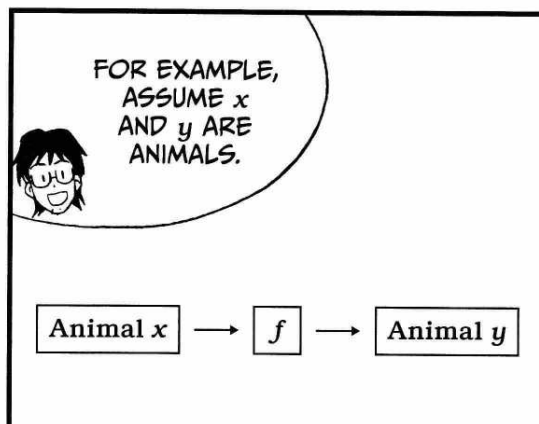 FOR EXAMPLE,
ASSUME x
AND y ARE
ANIMALS.
Animal x → f → Animal y